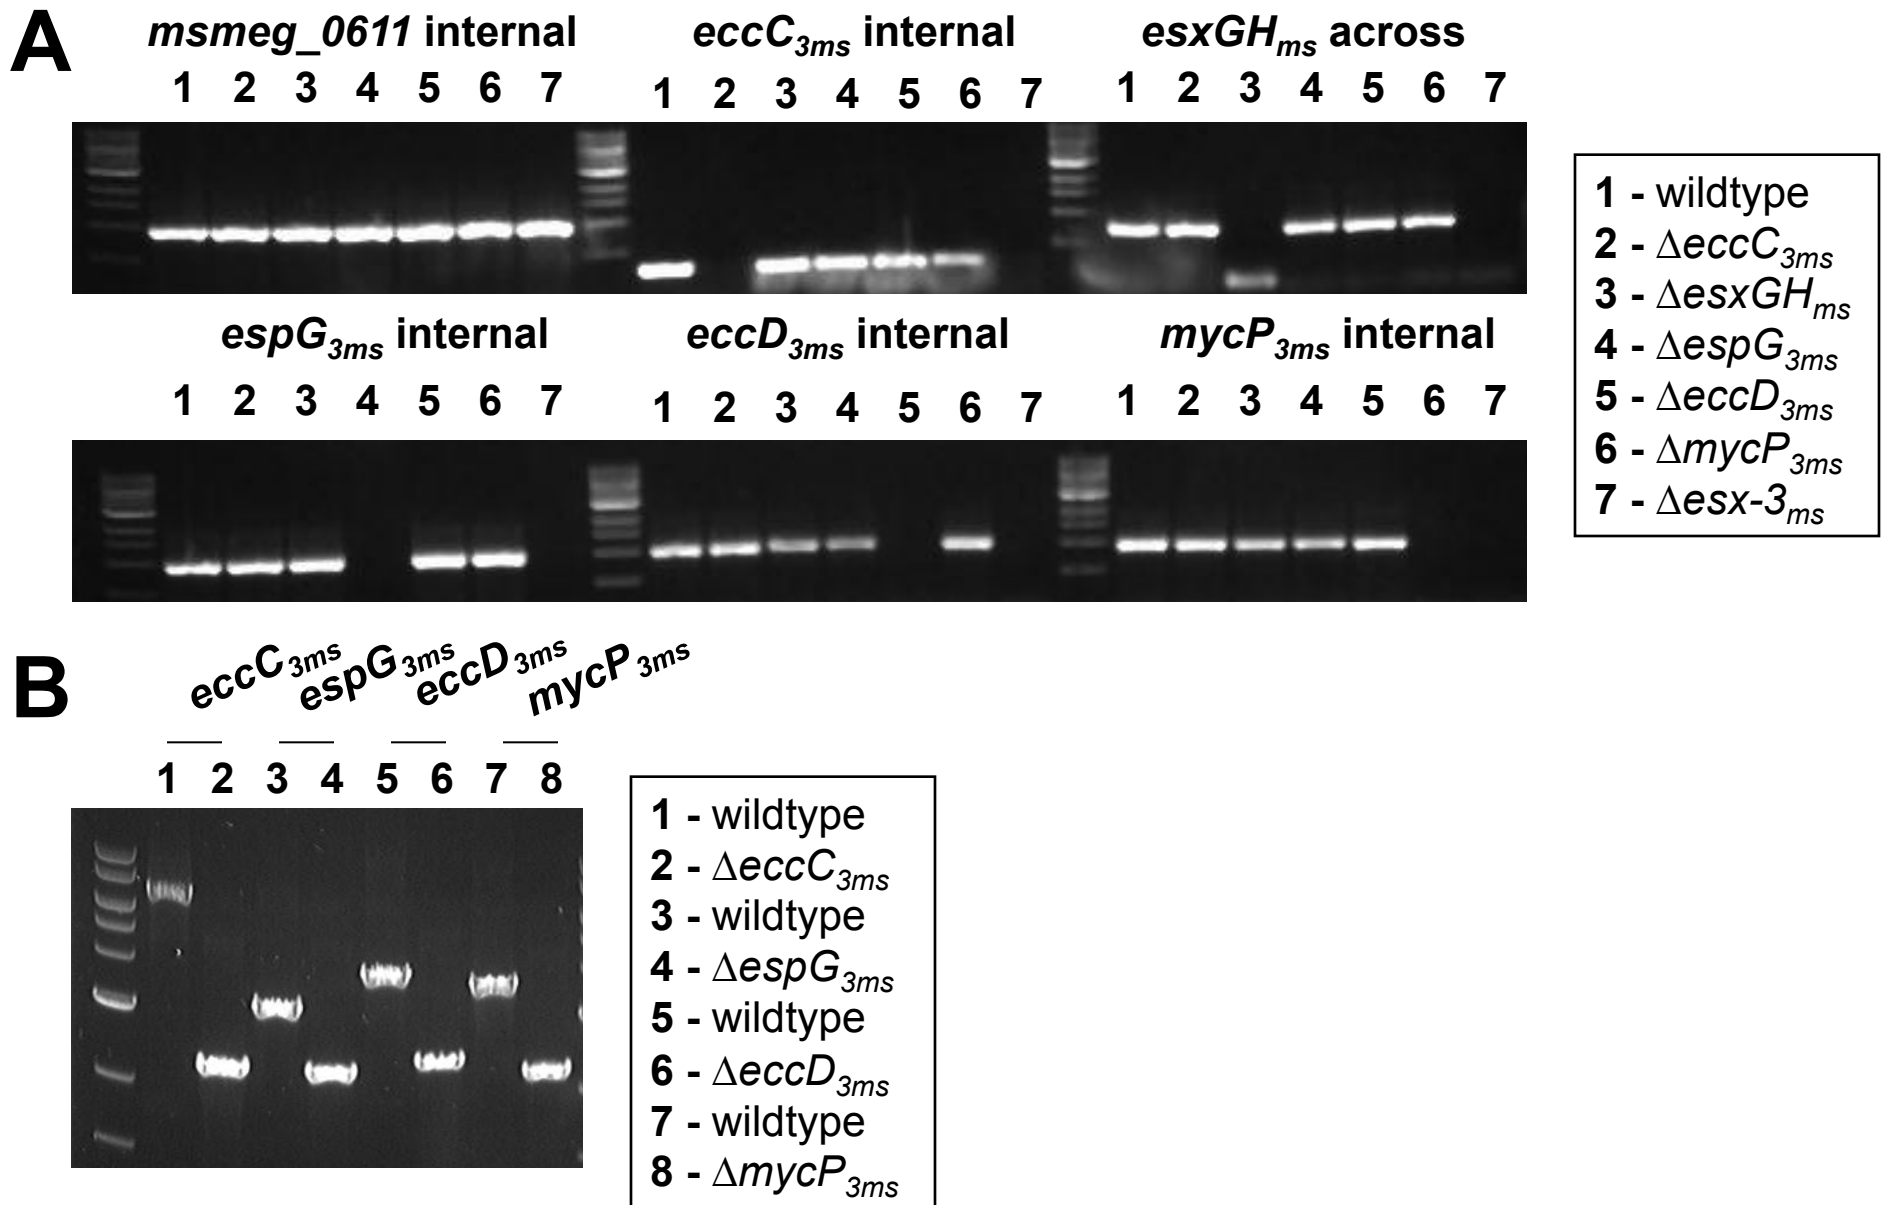 A
msmeg_0611 internal eccC3ms internal esxGHms across
1 2 3 4 5 6 7 1 2 3 4 5 6 7 1 2 3 4 5 6 7
1 - wildtype
2 - ΔeccC3ms
3 - ΔesxGHms
4 - ΔespG3ms
5 - ΔeccD3ms
6 - ΔmycP3ms
7 - Δesx-3ms
espG3ms internal eccD3ms internal mycP3ms internal
1 2 3 4 5 6 7 1 2 3 4 5 6 7 1 2 3 4 5 6 7
B
eccC3ms espG3ms eccD3ms mycP3ms
1 2 3 4 5 6 7 8
1 - wildtype
2 - ΔeccC3ms
3 - wildtype
4 - ΔespG3ms
5 - wildtype
6 - ΔeccD3ms
7 - wildtype
8 - ΔmycP3ms